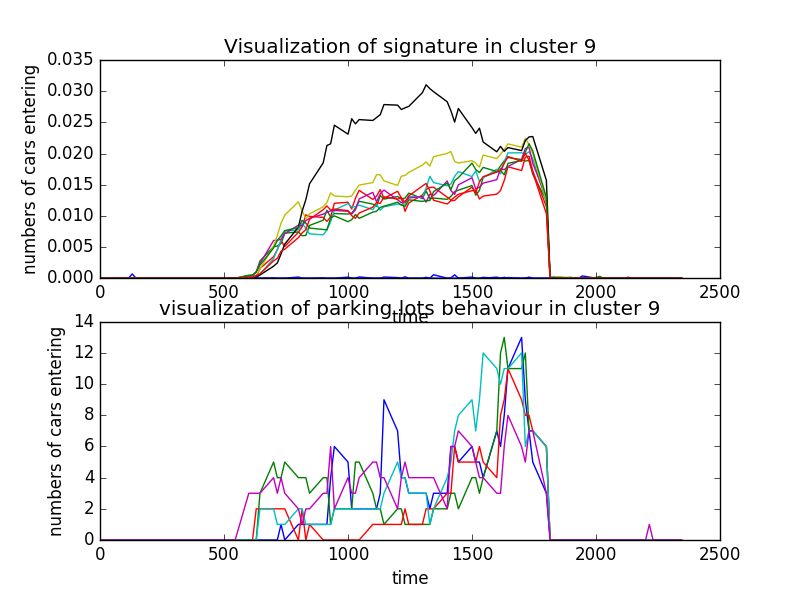 Visualization of signature in cluster 9
numbers of cars entering
0.035
0.030
0.025
0.020
0.015
0.010
0.005
0.000
0 500 1000 1500 2000 2500
time
visualization of parking lots behaviour in cluster 9
numbers of cars entering
14
12
10
8
6
4
2
0
0 500 1000 1500 2000 2500
time